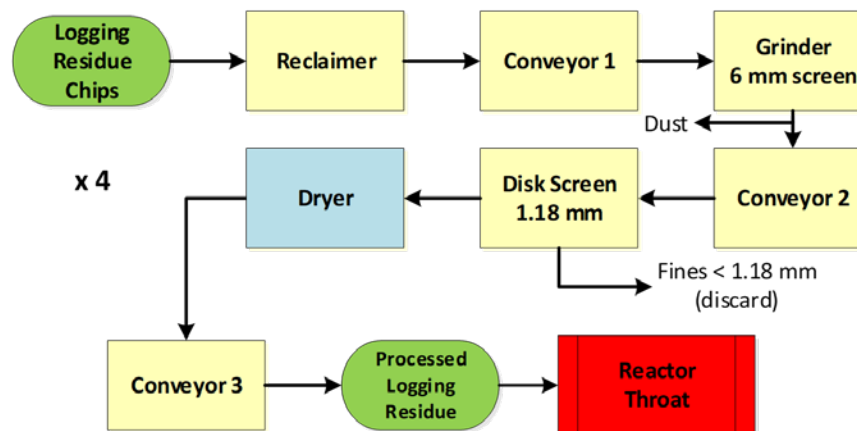 Logging
Residue
Chips
Reclaimer
Conveyor 1
Grinder
6 mm screen
Dust
x 4
Dryer
Disk Screen
1.18 mm
Conveyor 2
Fines < 1.18 mm
(discard)
Conveyor 3
Processed
Logging
Residue
Reactor
Throat